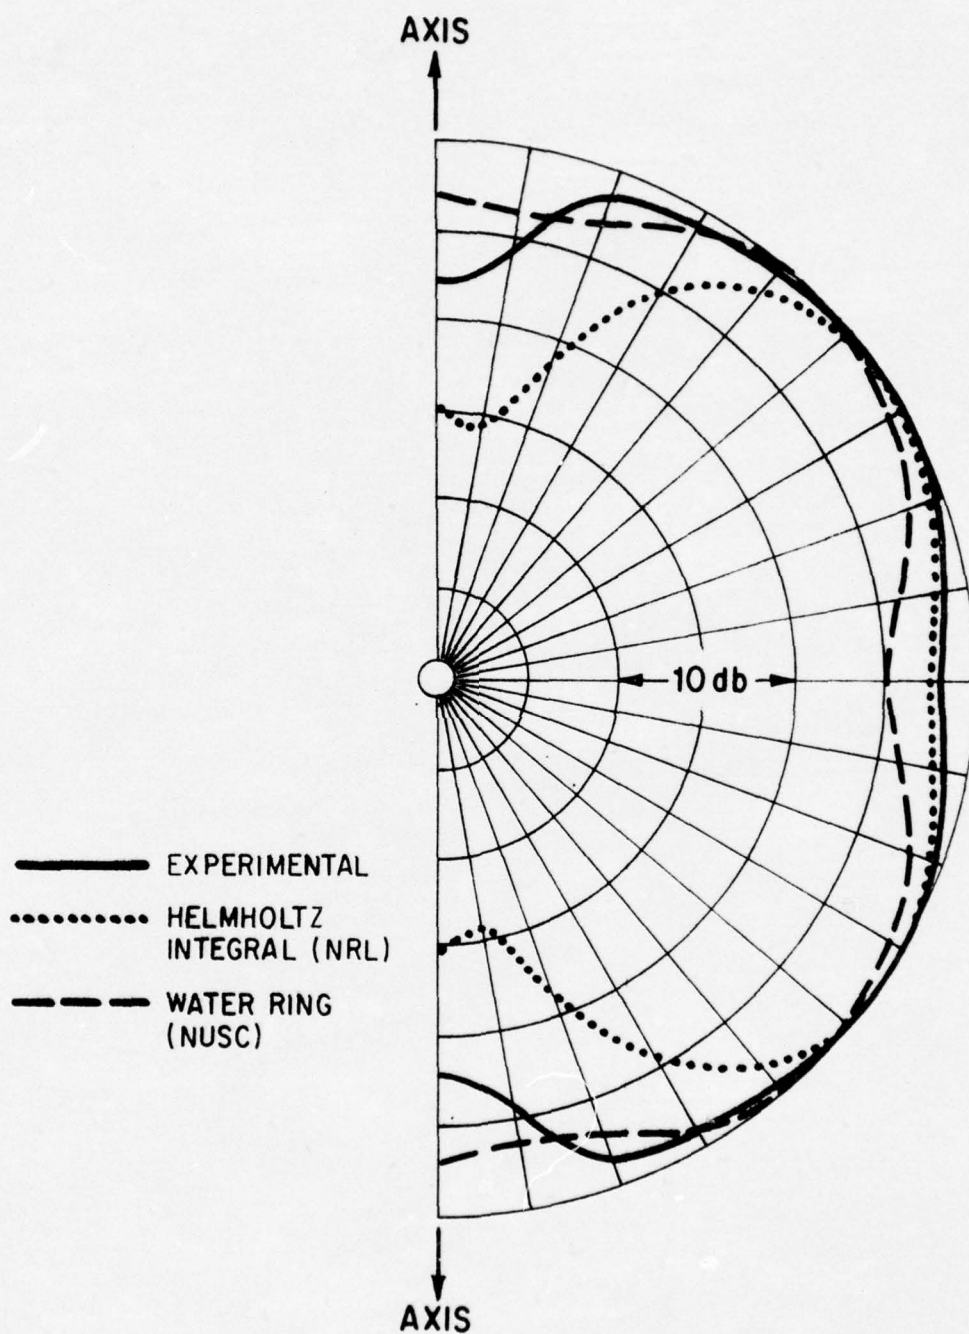 AXIS
10 db
EXPERIMENTAL
HELMHOLTZ
INTEGRAL (NRL)
WATER RING
(NUSC)
AXIS